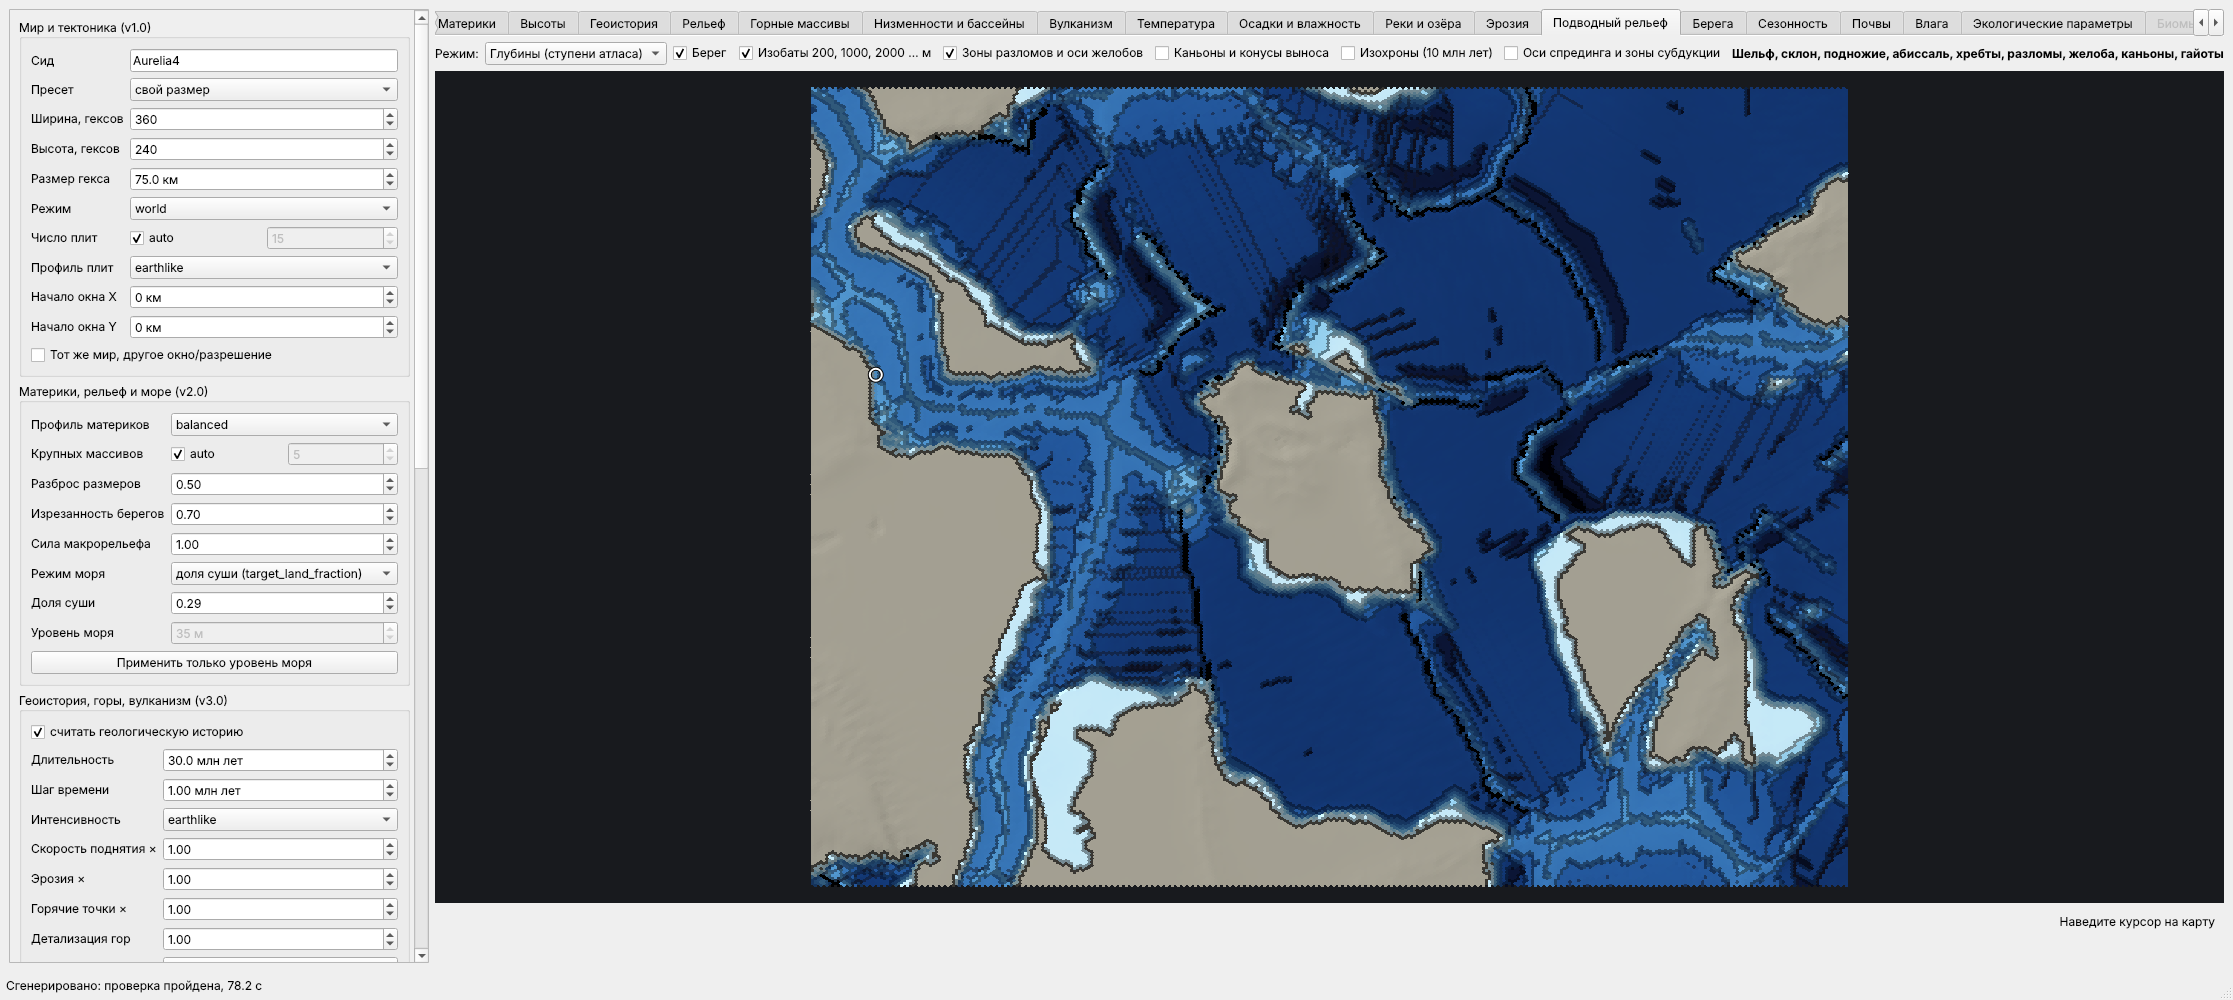 Мир и тектоника (v1.0)
Сид Aurelia4
Пресет свой размер
Ширина, гексов 360
Высота, гексов 240
Размер гекса 75.0 км
Режим world
Число плит auto 15
Профиль плит earthlike
Начало окна X 0 км
Начало окна Y 0 км
Тот же мир, другое окно/разрешение
Материки, рельеф и море (v2.0)
Профиль материков balanced
Крупных массивов auto 5
Разброс размеров 0.50
Изрезанность берегов 0.70
Сила макрорельефа 1.00
Режим моря доля суши (target_land_fraction)
Доля суши 0.29
Уровень моря 35 м
Применить только уровень моря
Геоистория, горы, вулканизм (v3.0)
считать геологическую историю
Длительность 30.0 млн лет
Шаг времени 1.00 млн лет
Интенсивность earthlike
Скорость поднятия × 1.00
Эрозия × 1.00
Горячие точки × 1.00
Детализация гор 1.00
Материки Высоты Геоистория Рельеф Горные массивы Низменности и бассейны Вулканизм Температура Осадки и влажность Реки и озёра Эрозия Подводный рельеф Берега Сезонность Почвы Влага Экологические параметры
Режим: Глубины (ступени атласа) Берег Изобаты 200, 1000, 2000 ... м Зоны разломов и оси желобов Каньоны и конусы выноса Изохроны (10 млн лет) Оси спрединга и зоны субдукции Шельф, склон, подножие, абиссаль, хребты, разломы, желоба, каньоны, гайоты
Наведите курсор на карту
Сгенерировано: проверка пройдена, 78.2 с